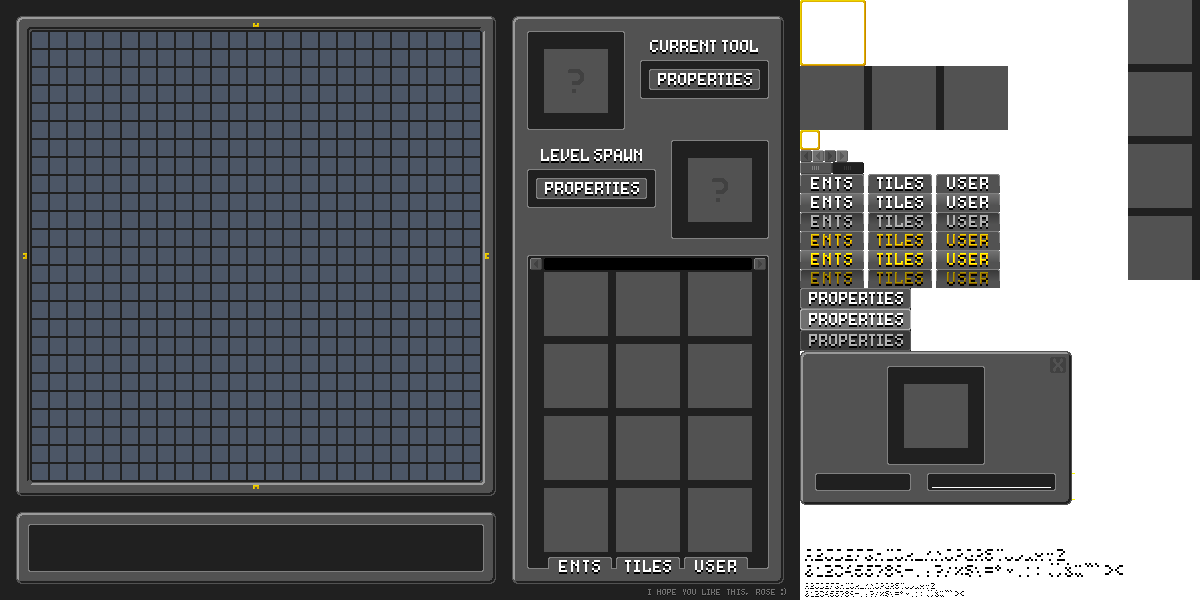 CURRENT TOOL
PROPERTIES
LEVEL SPAWN
PROPERTIES
?
?
ENTS TILES USER
I HOPE YOU LIKE THIS, ROSE :)
ENTS TILES USER
ENTS TILES USER
ENTS TILES USER
ENTS TILES USER
ENTS TILES USER
ENTS TILES USER
PROPERTIES
PROPERTIES
PROPERTIES
X